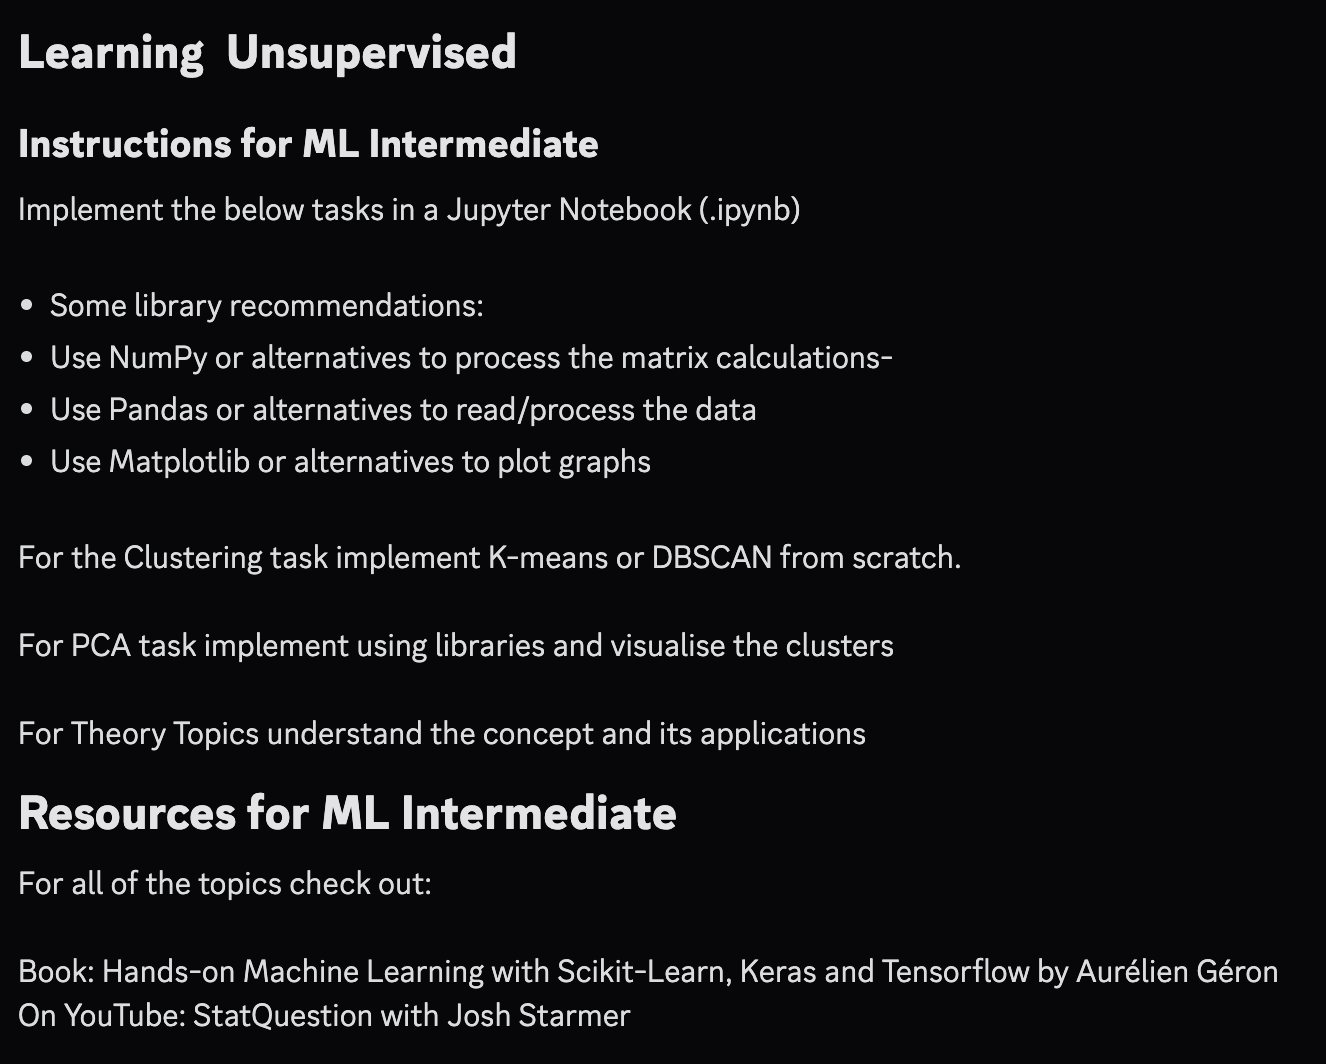 Learning  Unsupervised
Instructions for ML Intermediate
Implement the below tasks in a Jupyter Notebook (.ipynb)
• Some library recommendations:
• Use NumPy or alternatives to process the matrix calculations-
• Use Pandas or alternatives to read/process the data
• Use Matplotlib or alternatives to plot graphs
For the Clustering task implement K-means or DBSCAN from scratch.
For PCA task implement using libraries and visualise the clusters
For Theory Topics understand the concept and its applications
Resources for ML Intermediate
For all of the topics check out:
Book: Hands-on Machine Learning with Scikit-Learn, Keras and Tensorflow by Aurélien Géron
On YouTube: StatQuestion with Josh Starmer